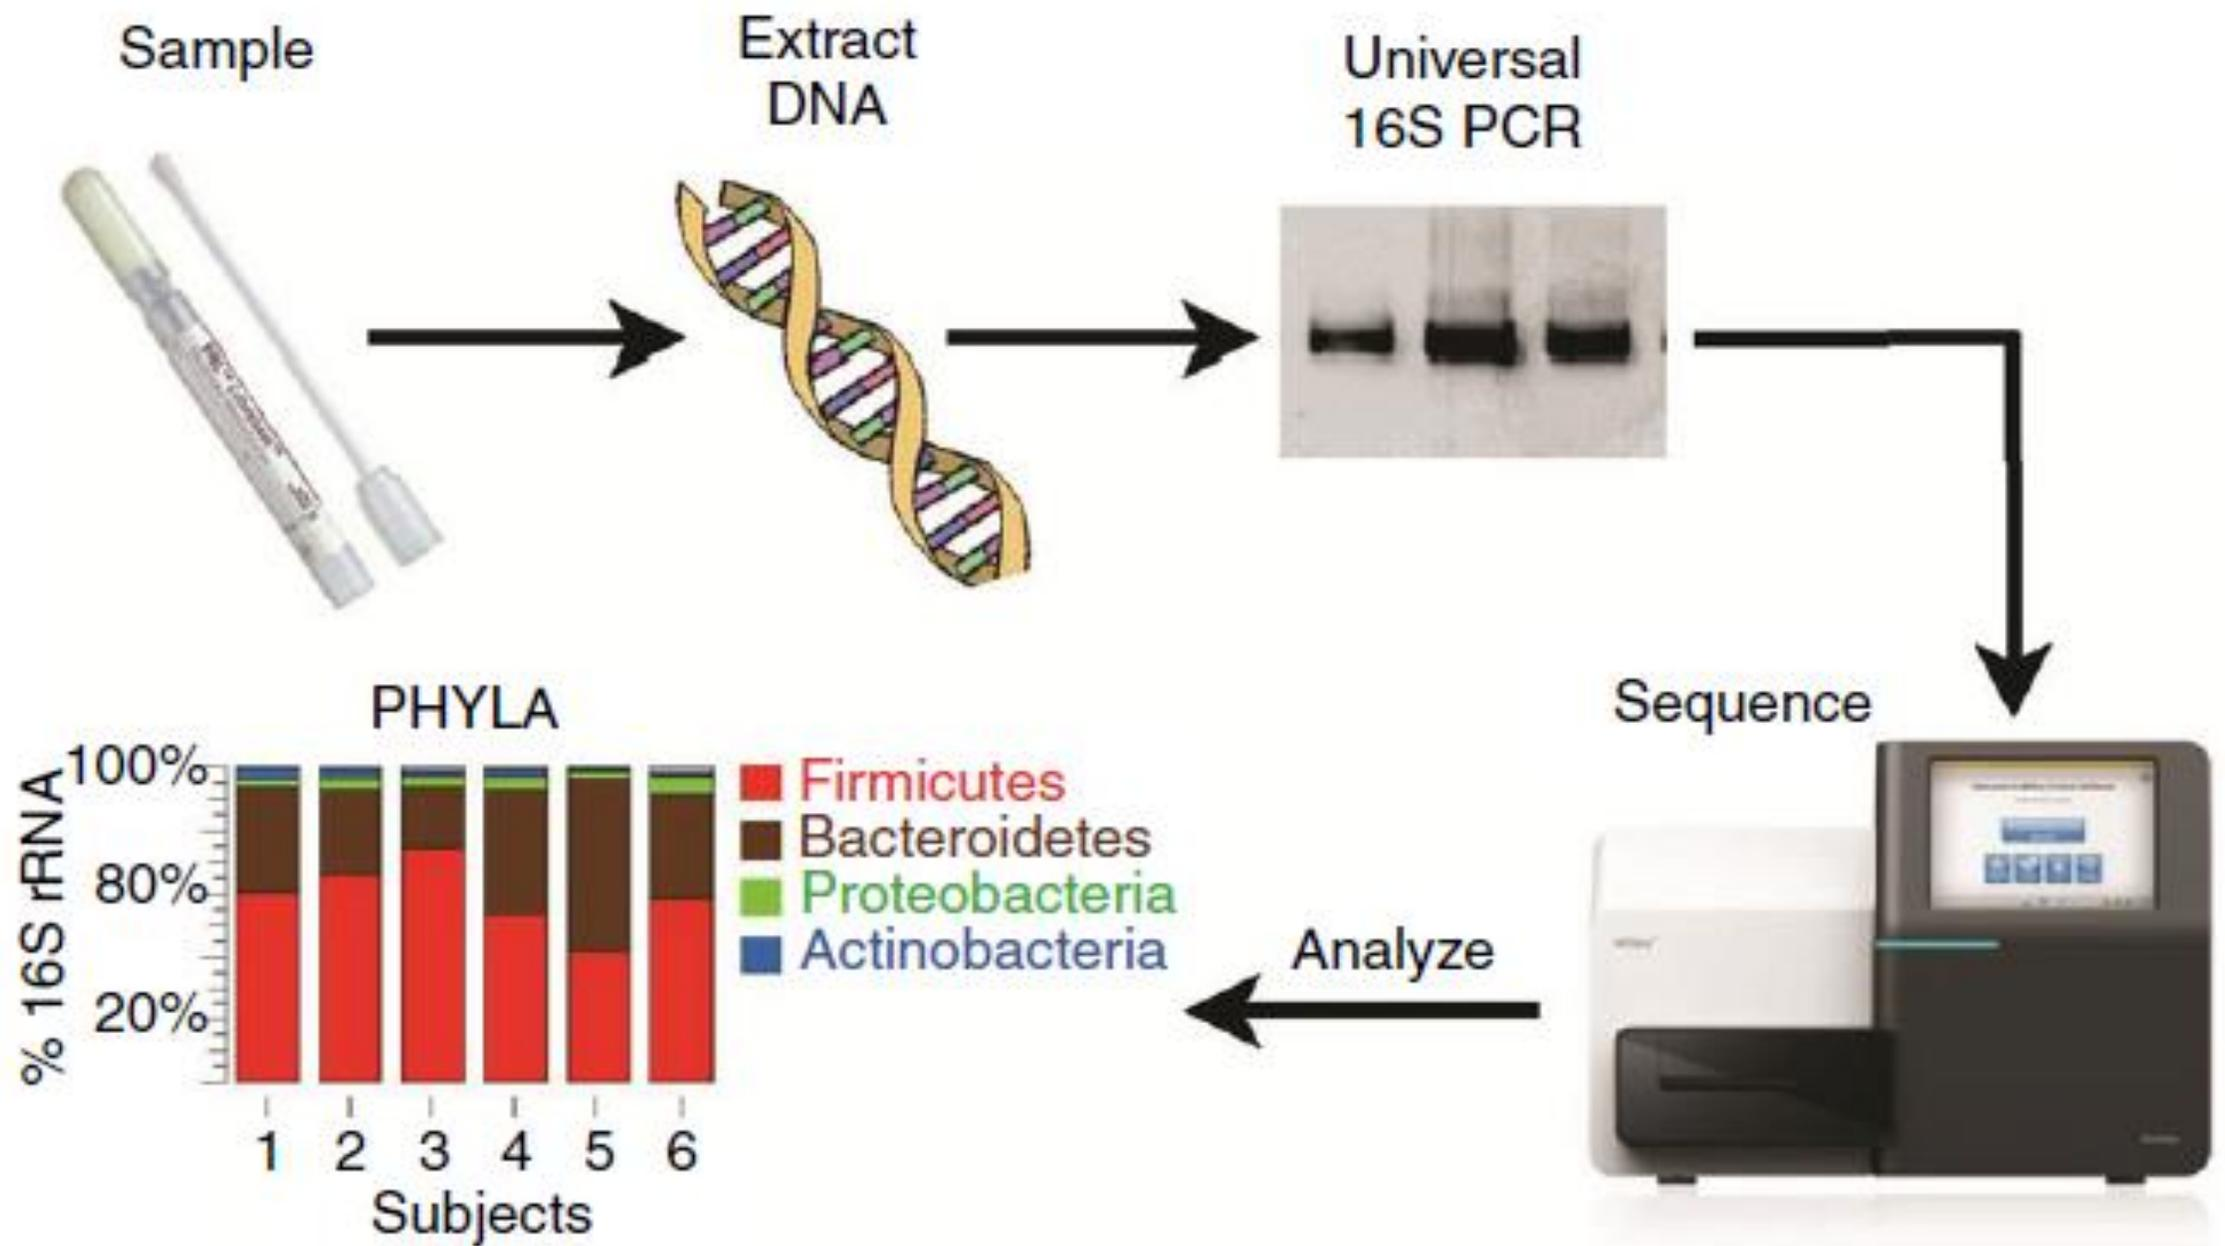 Sample
Extract
DNA
Universal
16S PCR
Sequence
Analyze
PHYLA
% 16S rRNA
100%
80%
20%
1 2 3 4 5 6
Subjects
Firmicutes
Bacteroidetes
Proteobacteria
Actinobacteria